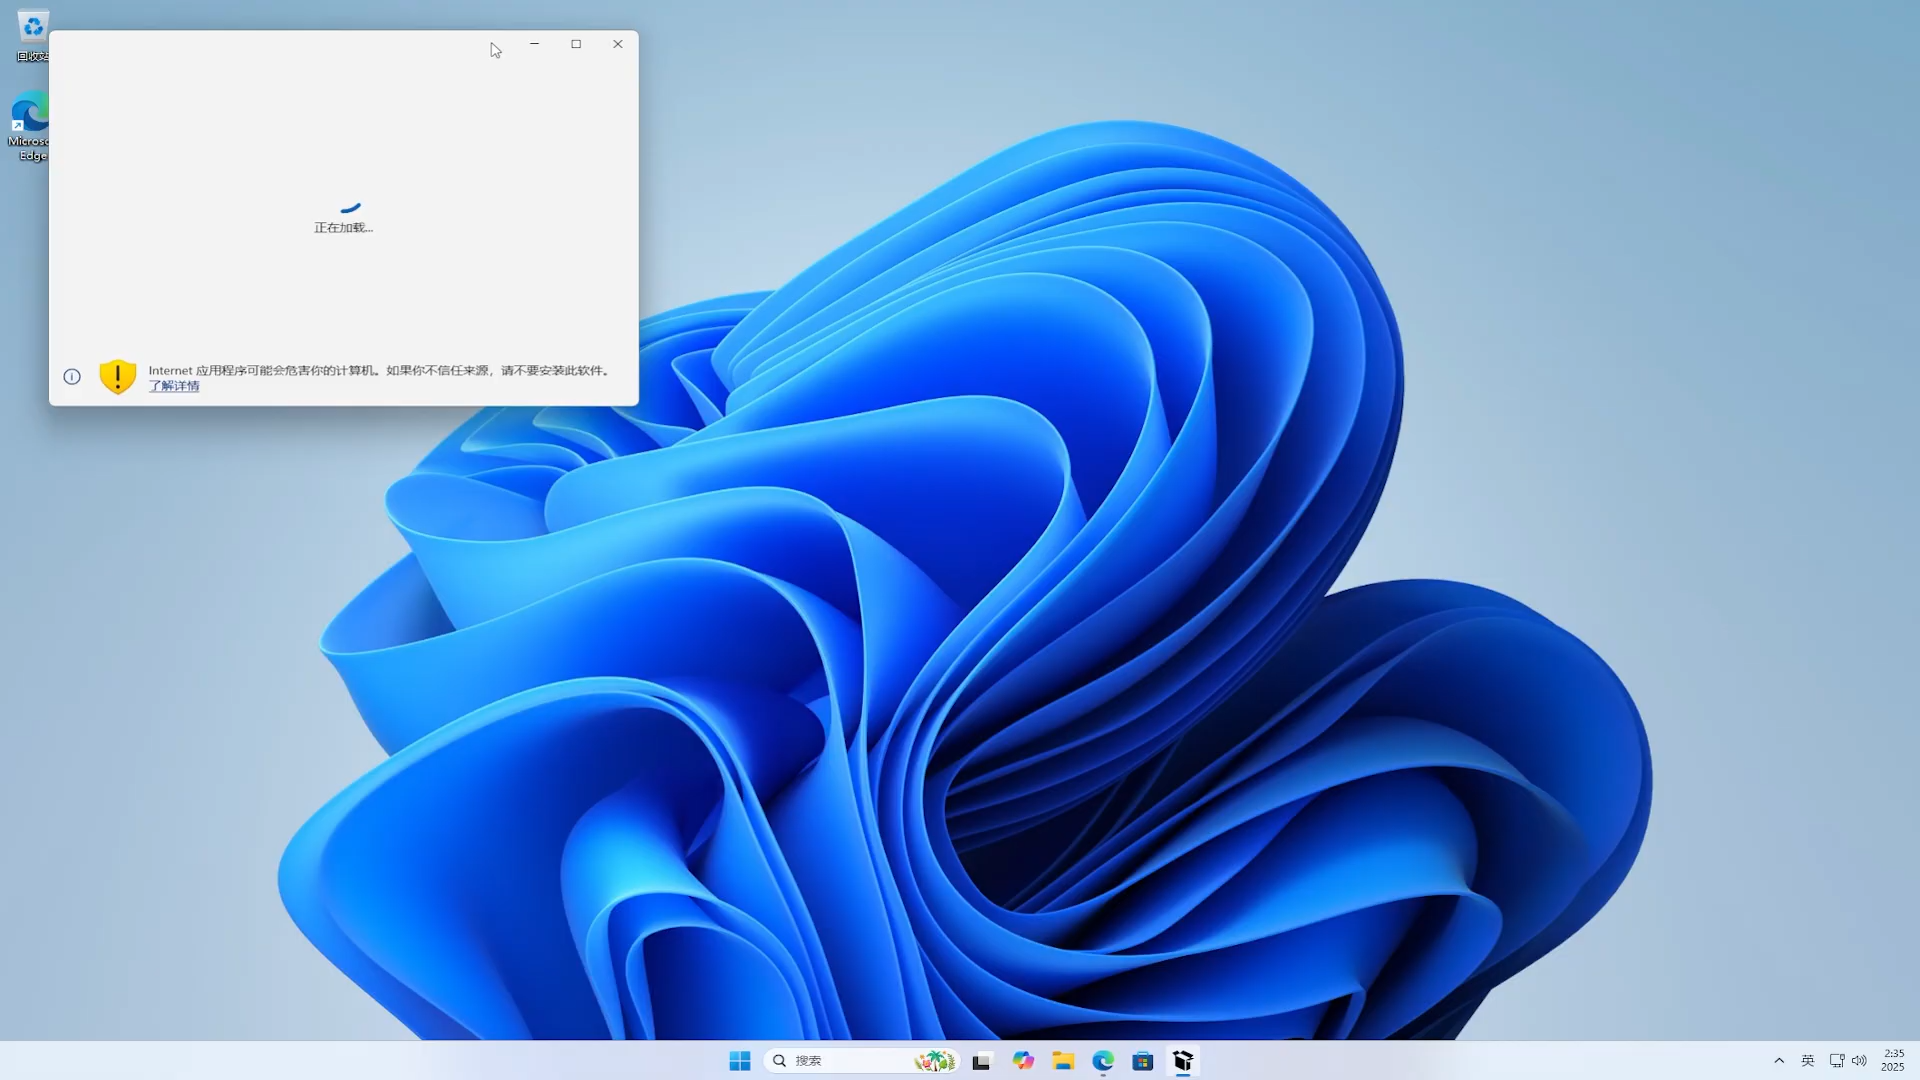 回收站
Microso
Edge
正在加载...
Internet 应用程序可能会危害你的计算机。如果你不信任来源，请不要安装此软件。
了解详情
搜索
英
2:35
2025